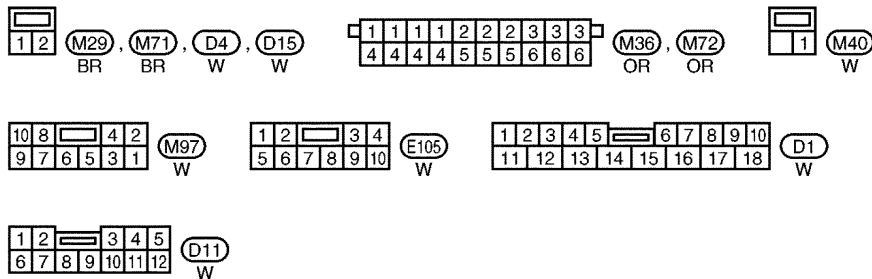 1 2 M29 , M71 , D4 , D15
BR BR W W
1 1 1 1 2 2 2 3 3 3 M36 , M72
4 4 4 4 5 5 5 6 6 6 OR OR
1 M40
W
10 8 4 2 M97
9 7 6 5 3 1 W
1 2 3 4 E105
5 6 7 8 9 10 W
1 2 3 4 5 6 7 8 9 10 D1
11 12 13 14 15 16 17 18 W
1 2 3 4 5 D11
6 7 8 9 10 11 12 W